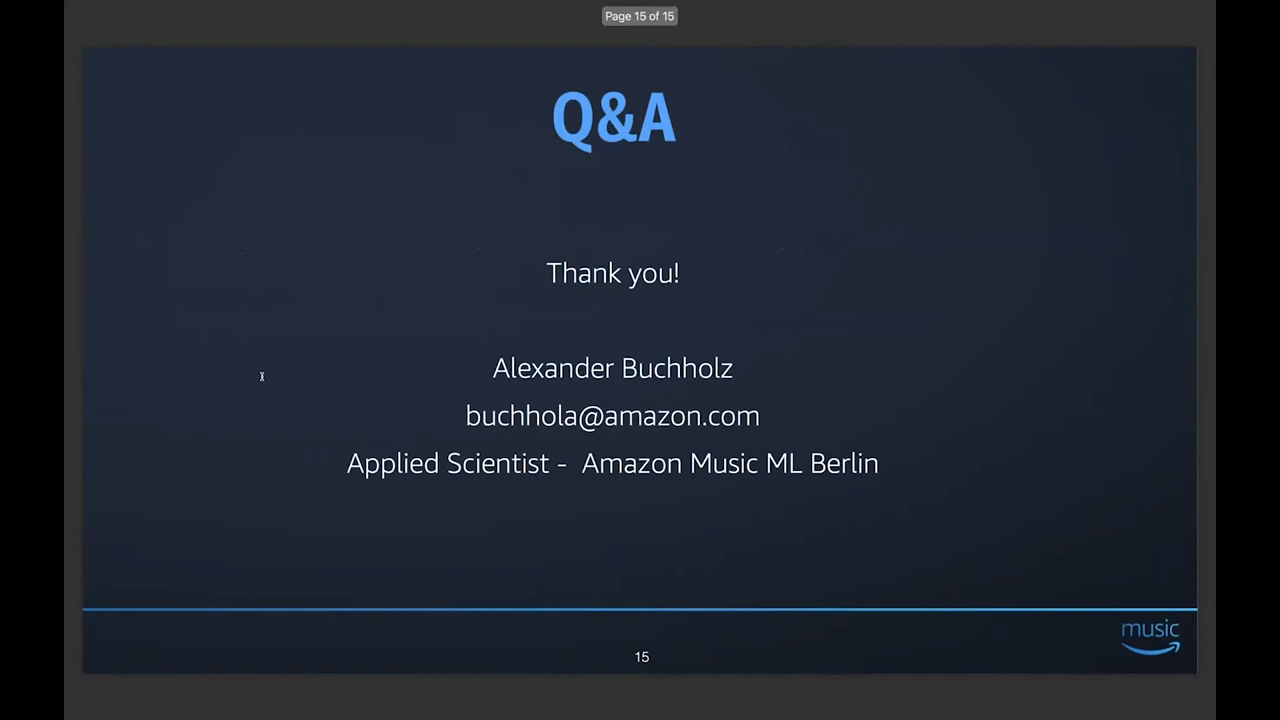 Page 15 of 15
Q&A
Thank you!
Alexander Buchholz
buchhola@amazon.com
Applied Scientist - Amazon Music ML Berlin
music
15